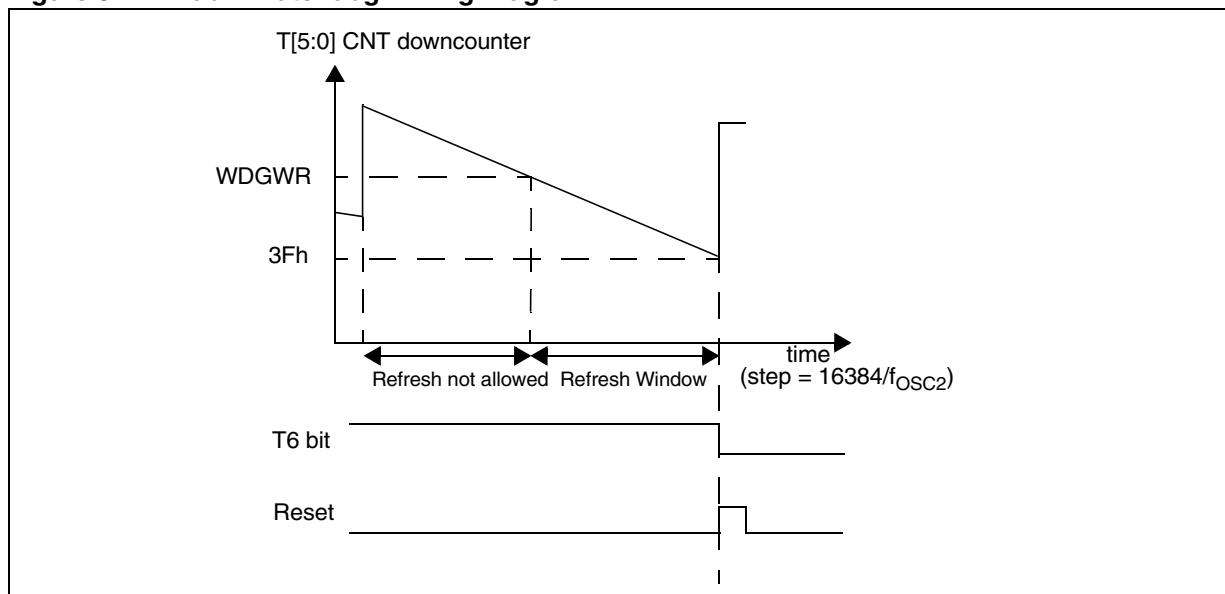 T[5:0] CNT downcounter
WDGWR
3Fh
time
Refresh not allowed Refresh Window
(step = 16384/fOSC2)
T6 bit
Reset